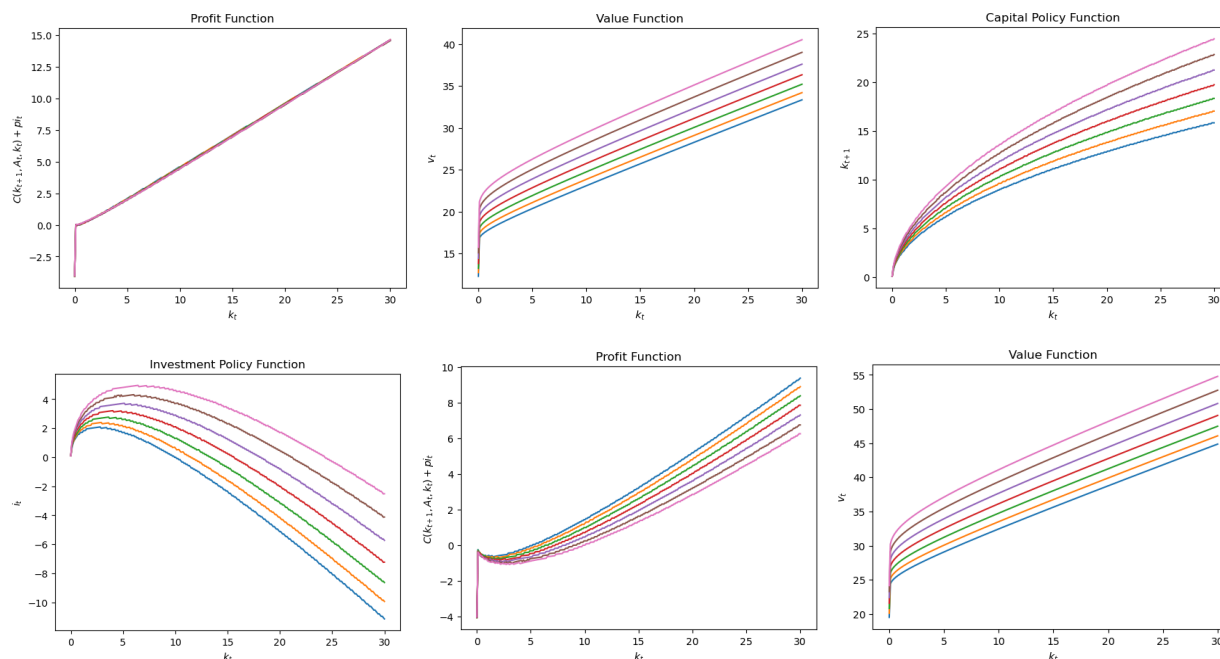 Profit Function
C(k_{t+1}, A_t, k_t) + pi_t
15.0
12.5
10.0
7.5
5.0
2.5
0.0
−2.5
0 5 10 15 20 25 30
k_t
Value Function
v_t
40
35
30
25
20
15
0 5 10 15 20 25 30
k_t
Capital Policy Function
k_{t+1}
25
20
15
10
5
0
0 5 10 15 20 25 30
k_t
Investment Policy Function
i_t
4
2
0
−2
−4
−6
−8
−10
0 5 10 15 20 25 30
k_t
Profit Function
C(k_{t+1}, A_t, k_t) + pi_t
10
8
6
4
2
0
−2
−4
0 5 10 15 20 25 30
k_t
Value Function
v_t
55
50
45
40
35
30
25
20
0 5 10 15 20 25 30
k_t